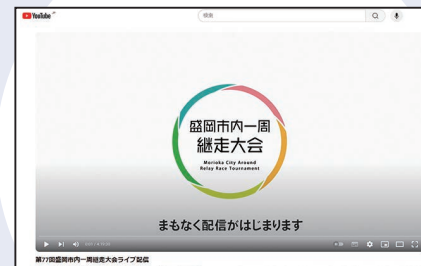 YouTube JP
検索
盛岡市内一周
継走大会
Morioka City Around
Relay Race Tournament
まもなく配信がはじまります
第77回盛岡市内一周継走大会ライブ配信